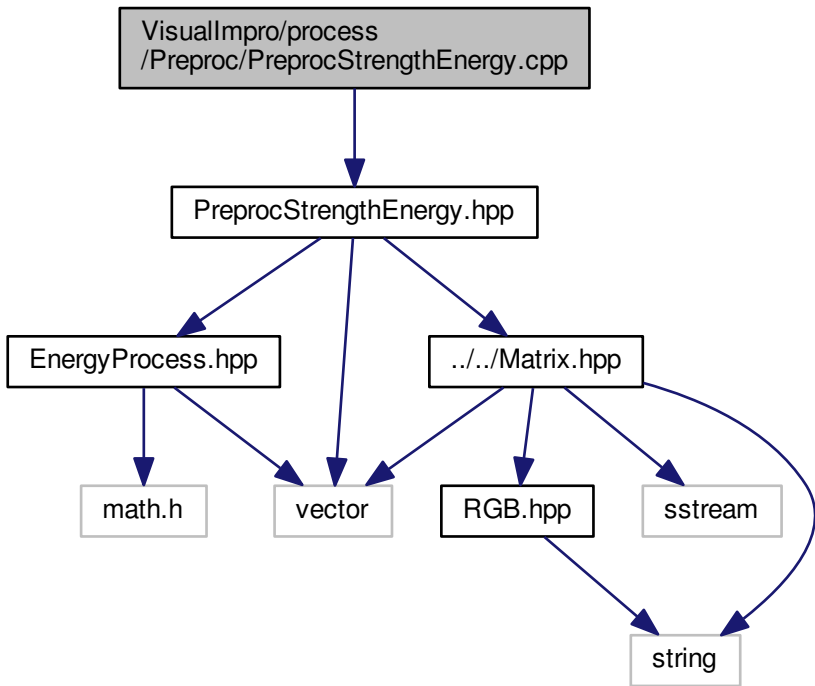 VisualImpro/process
/Preproc/PreprocStrengthEnergy.cpp
PreprocStrengthEnergy.hpp
EnergyProcess.hpp
../../Matrix.hpp
math.h
vector
RGB.hpp
sstream
string